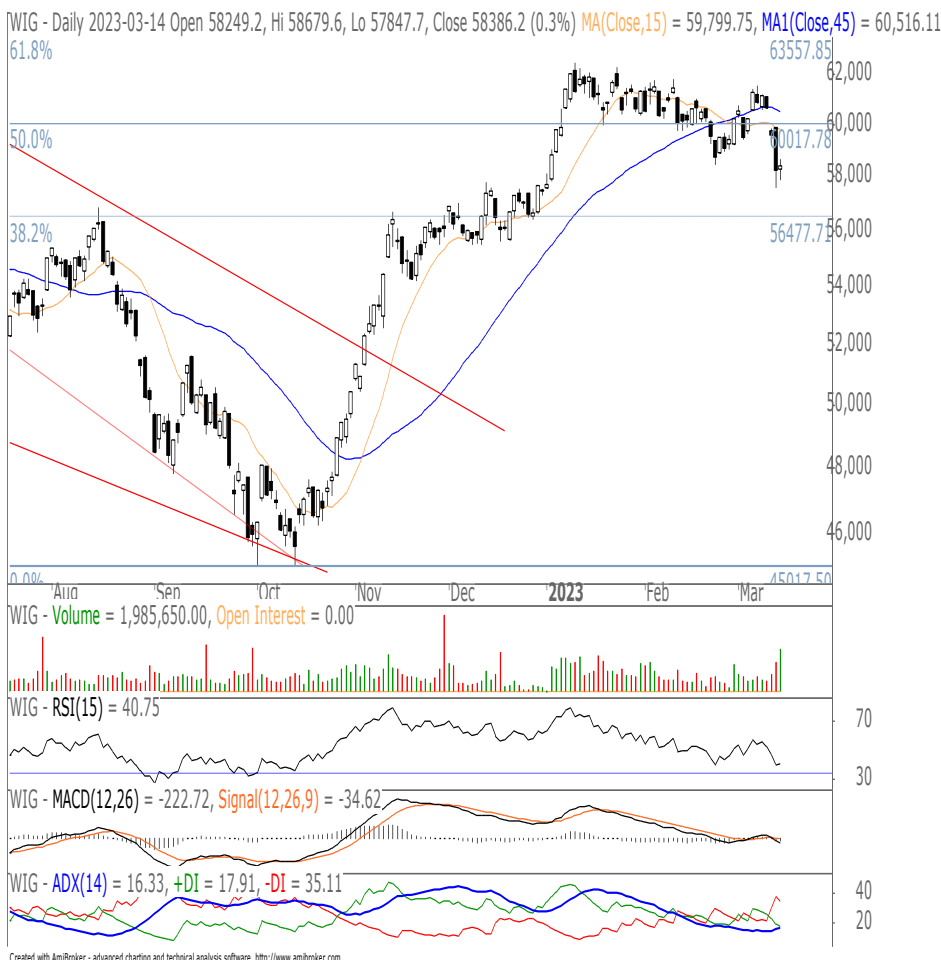 WIG - Daily 2023-03-14 Open 58249.2, Hi 58679.6, Lo 57847.7, Close 58386.2 (0.3%) MA(Close,15) = 59,799.75, MA1(Close,45) = 60,516.11
61.8% 63557.85
62,000
60,000
50.0% 60017.78
58,000
38.2% 56477.71
56,000
54,000
52,000
50,000
48,000
46,000
0.0% 45017.50
Aug Sep Oct Nov Dec 2023 Feb Mar
WIG - Volume = 1,985,650.00, Open Interest = 0.00
WIG - RSI(15) = 40.75
70
30
WIG - MACD(12,26) = -222.72, Signal(12,26,9) = -34.62
WIG - ADX(14) = 16.33, +DI = 17.91, -DI = 35.11
40
20
Created with AmiBroker - advanced charting and technical analysis software. http://www.amibroker.com